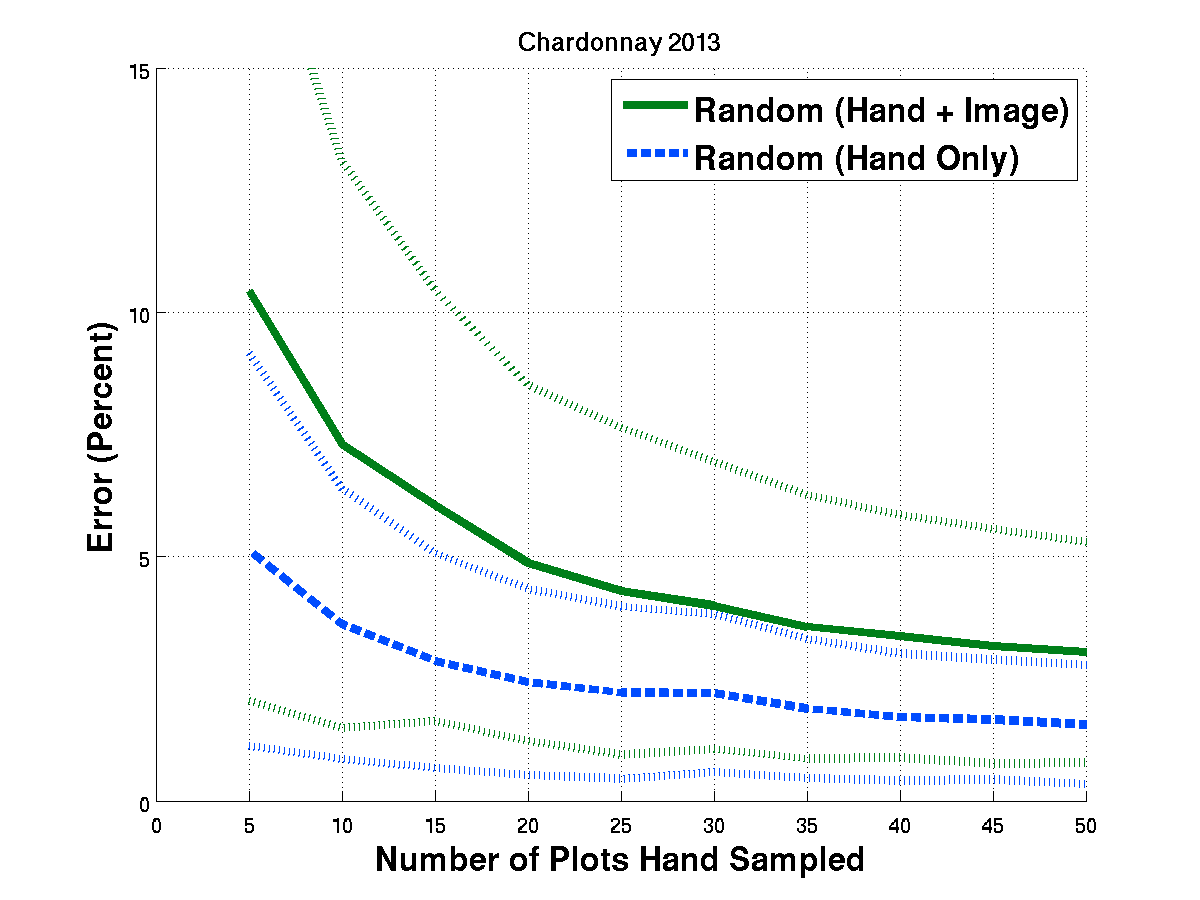 Chardonnay 2013
Random (Hand + Image)
Random (Hand Only)
15
10
5
0
Error (Percent)
0 5 10 15 20 25 30 35 40 45 50
Number of Plots Hand Sampled